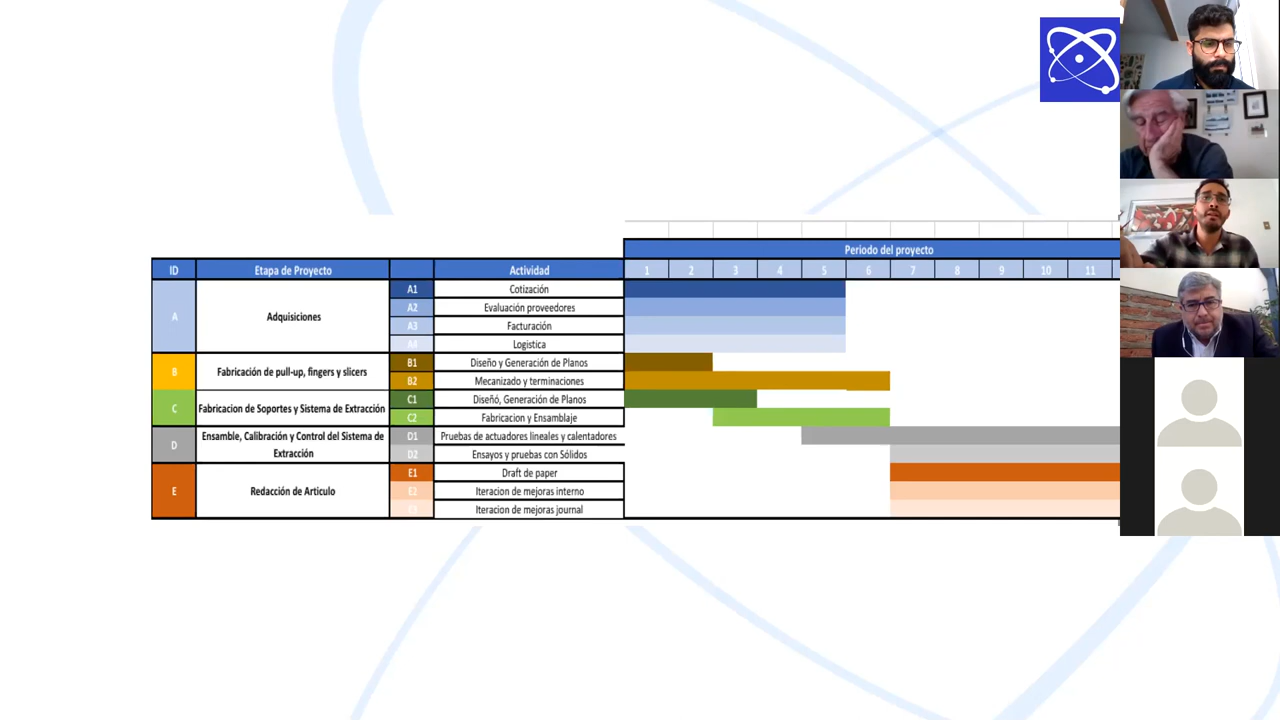 Periodo del proyecto
ID Etapa de Proyecto Actividad 1 2 3 4 5 6 7 8 9 10 11
A Adquisiciones
A1 Cotización
A2 Evaluación proveedores
A3 Facturación
A4 Logistica
B Fabricación de pull-up, fingers y slicers
B1 Diseño y Generación de Planos
B2 Mecanizado y terminaciones
C Fabricacion de Soportes y Sistema de Extracción
C1 Diseñó, Generación de Planos
C2 Fabricacion y Ensamblaje
D Ensamble, Calibración y Control del Sistema de
Extracción
D1 Pruebas de actuadores lineales y calentadores
D2 Ensayos y pruebas con Sólidos
E Redacción de Articulo
E1 Draft de paper
E2 Iteracion de mejoras interno
E3 Iteracion de mejoras journal